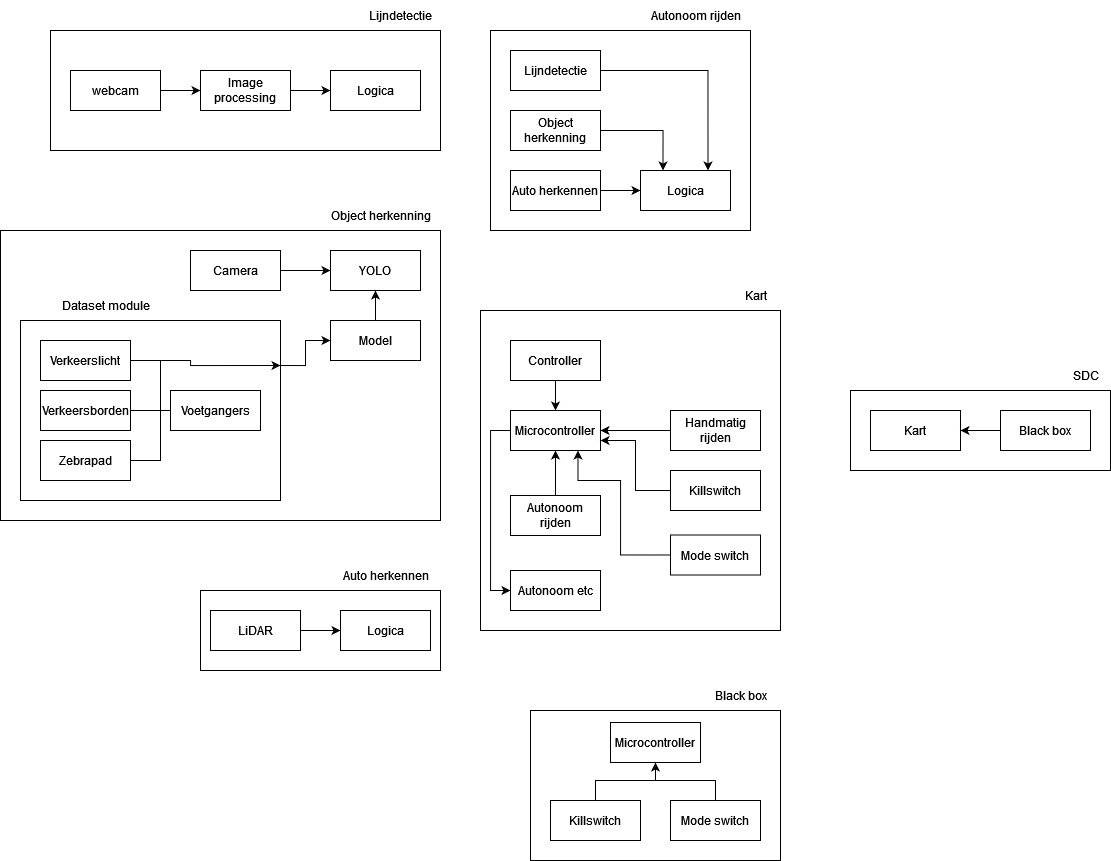 Lijndetectie
webcam
Image
processing
Logica
Autonoom rijden
Lijndetectie
Object
herkenning
Auto herkennen
Logica
Object herkenning
Camera
YOLO
Dataset module
Model
Verkeerslicht
Verkeersborden
Voetgangers
Zebrapad
Kart
Controller
Microcontroller
Handmatig
rijden
Killswitch
Autonoom
rijden
Mode switch
Autonoom etc
SDC
Kart
Black box
Auto herkennen
LiDAR
Logica
Black box
Microcontroller
Killswitch
Mode switch